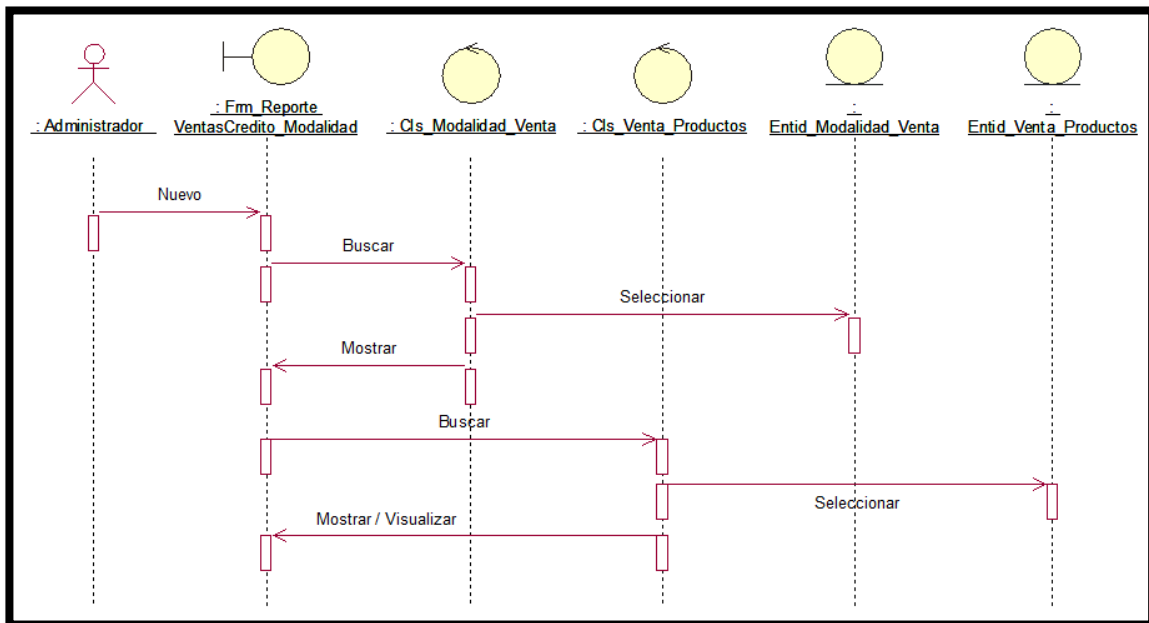 : Administrador
: Frm_Reporte
VentasCredito_Modalidad
: Cls_Modalidad_Venta
: Cls_Venta_Productos
:
Entid_Modalidad_Venta
:
Entid_Venta_Productos
Nuevo
Buscar
Seleccionar
Mostrar
Buscar
Seleccionar
Mostrar / Visualizar